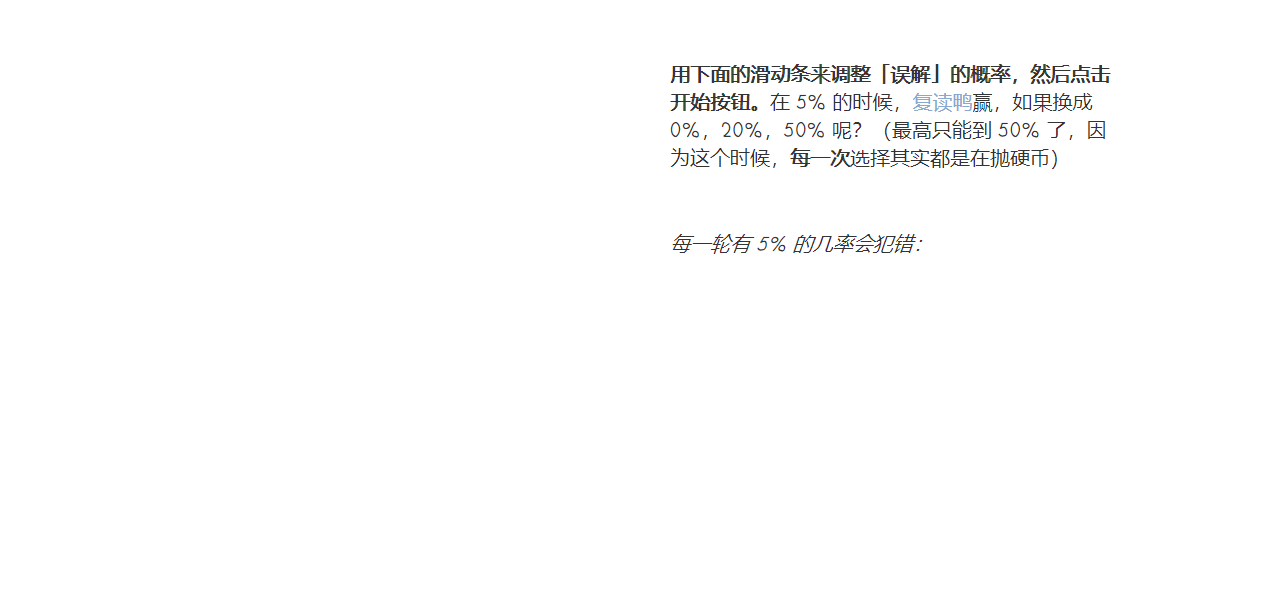 用下面的滑动条来调整「误解」的概率，然后点击
开始按钮。在 5% 的时候，复读鸭赢，如果换成
0%，20%，50% 呢？（最高只能到 50% 了，因
为这个时候，每一次选择其实都是在抛硬币）
每一轮有 5% 的几率会犯错：